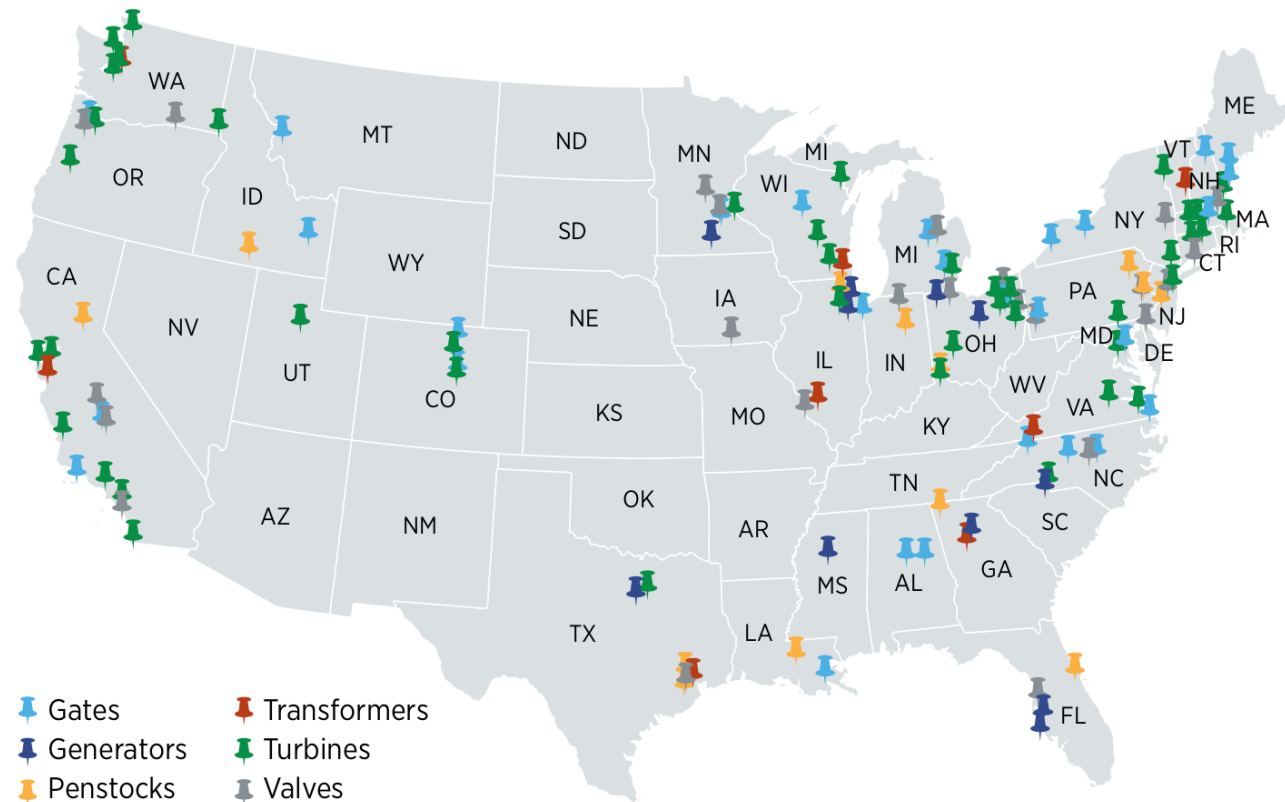 WA
ME
MT
ND
VT
MN
MI
NH
OR
WI
ID
SD
NY
MA
RI
MI
CT
WY
CA
PA
IA
NJ
NV
NE
MD
OH
DE
IL
IN
UT
WV
CO
VA
KS
MO
KY
NC
TN
OK
AZ
NM
SC
AR
GA
MS
AL
TX
LA
FL
Gates
Transformers
Generators
Turbines
Penstocks
Valves